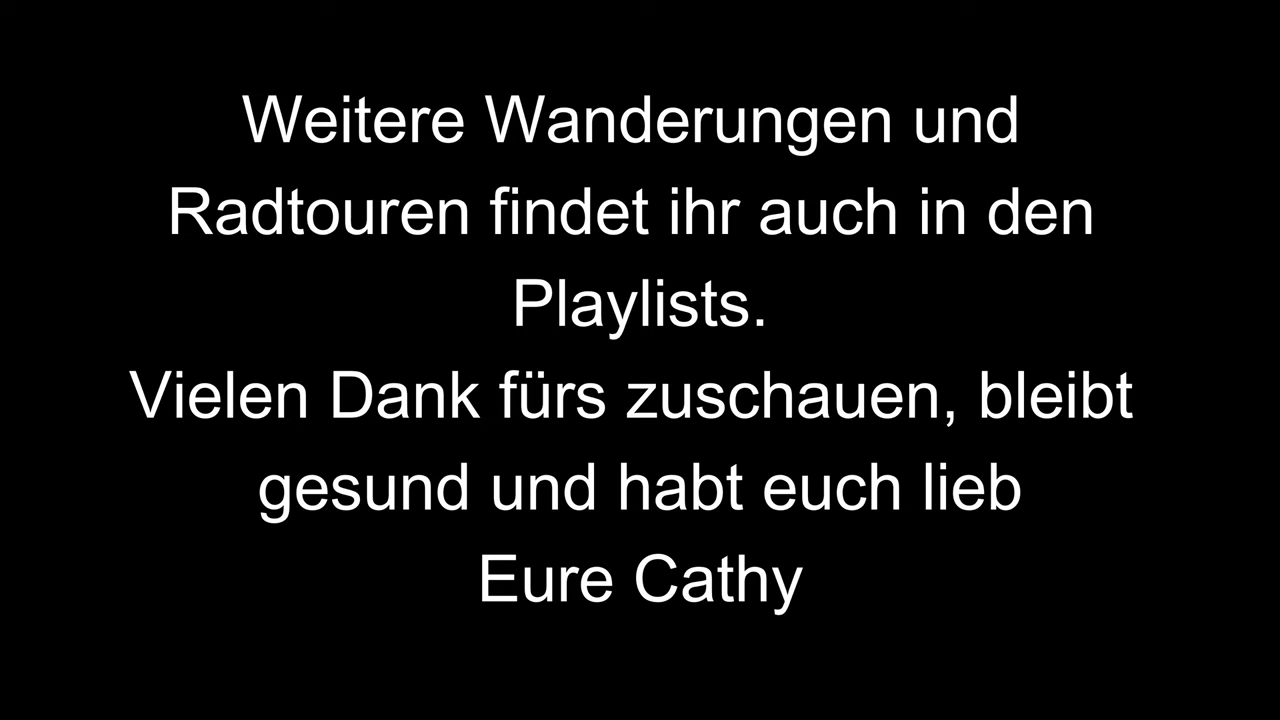 Weitere Wanderungen und
Radtouren findet ihr auch in den
Playlists.
Vielen Dank fürs zuschauen, bleibt
gesund und habt euch lieb
Eure Cathy